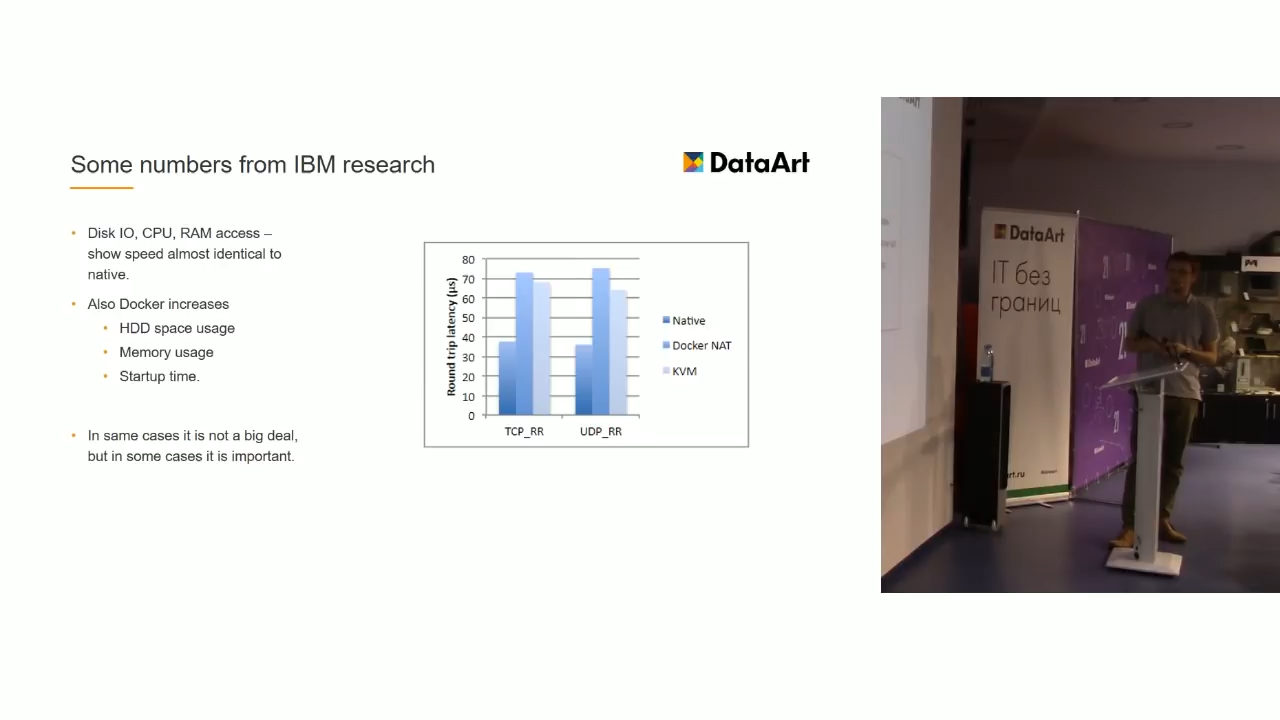 Some numbers from IBM research
DataArt
• Disk IO, CPU, RAM access –
show speed almost identical to
native.
• Also Docker increases
• HDD space usage
• Memory usage
• Startup time.
• In same cases it is not a big deal,
but in some cases it is important.
Round trip latency (µs)
80
70
60
50
40
30
20
10
0
TCP_RR
UDP_RR
Native
Docker NAT
KVM
DataArt
IT без
границ